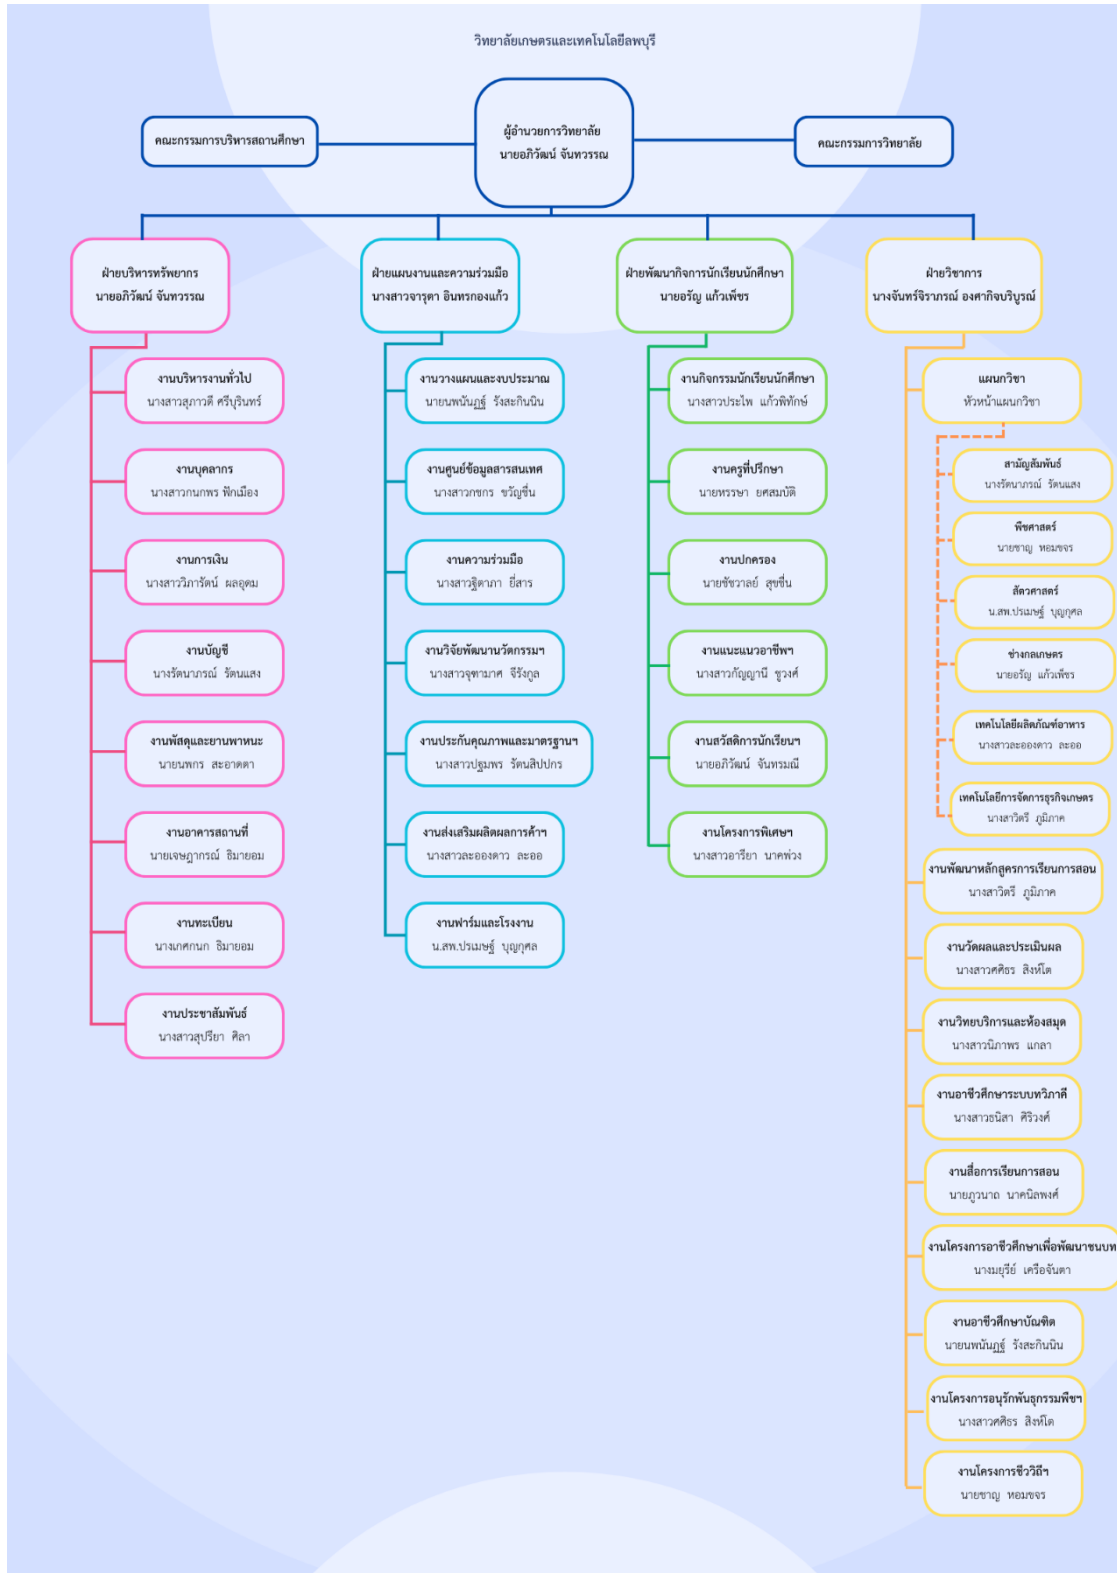 วิทยาลัยเกษตรและเทคโนโลยีลพบุรี
ผู้อำนวยการวิทยาลัย
นายอภิวัฒน์ จันทวรรณ
คณะกรรมการบริหารสถานศึกษา
คณะกรรมการวิทยาลัย
ฝ่ายบริหารทรัพยากร
นายอภิวัฒน์ จันทวรรณ
งานบริหารงานทั่วไป
นางสาวสุภาวดี ศรีบุรินทร์
งานบุคลากร
นางสาวกนกพร ฟักเมือง
งานการเงิน
นางสาววิภารัตน์ ผลอุดม
งานบัญชี
นางรัตนาภรณ์ รัตนแสง
งานพัสดุและยานพาหนะ
นายนพกร สะอาดตา
งานอาคารสถานที่
นายเจษฎากรณ์ ธิมายอม
งานทะเบียน
นางเกศกนก ธิมายอม
งานประชาสัมพันธ์
นางสาวสุปรียา ศิลา
ฝ่ายแผนงานและความร่วมมือ
นางสาวจารุตา อินทรกองแก้ว
งานวางแผนและงบประมาณ
นายนพนันฏฐ์ รังสะกินนิน
งานศูนย์ข้อมูลสารสนเทศ
นางสาวกชกร ขวัญชื่น
งานความร่วมมือ
นางสาวฐิตาภา ยี่สาร
งานวิจัยพัฒนานวัตกรรมฯ
นางสาวจุฑามาศ จีรังกูล
งานประกันคุณภาพและมาตรฐานฯ
นางสาวปฐมพร รัตนสิปปกร
งานส่งเสริมผลิตผลการค้าฯ
นางสาวละอองดาว ละออ
งานฟาร์มและโรงงาน
น.สพ.ปรเมษฐ์ บุญกุศล
ฝ่ายพัฒนากิจการนักเรียนนักศึกษา
นายอรัญ แก้วเพ็ชร
งานกิจกรรมนักเรียนนักศึกษา
นางสาวประไพ แก้วพิทักษ์
งานครูที่ปรึกษา
นายหรรษา ยศสมบัติ
งานปกครอง
นายชัชวาลย์ สุขชื่น
งานแนะแนวอาชีพฯ
นางสาวกัญญานี ชูวงศ์
งานสวัสดิการนักเรียนฯ
นายอภิวัฒน์ จันทรมณี
งานโครงการพิเศษฯ
นางสาวอารียา นาคพ่วง
ฝ่ายวิชาการ
นางจันทร์จิราภรณ์ องศากิจบริบูรณ์
แผนกวิชา
หัวหน้าแผนกวิชา
สามัญสัมพันธ์
นางรัตนาภรณ์ รัตนแสง
พืชศาสตร์
นายชาญ หอมขจร
สัตวศาสตร์
น.สพ.ปรเมษฐ์ บุญกุศล
ช่างกลเกษตร
นายอรัญ แก้วเพ็ชร
เทคโนโลยีผลิตภัณฑ์อาหาร
นางสาวละอองดาว ละออ
เทคโนโลยีการจัดการธุรกิจเกษตร
นางสาวิตรี ภูมิภาค
งานพัฒนาหลักสูตรการเรียนการสอน
นางสาวิตรี ภูมิภาค
งานวัดผลและประเมินผล
นางสาวศศิธร สิงห์โต
งานวิทยบริการและห้องสมุด
นางสาวนิภาพร แกลา
งานอาชีวศึกษาระบบทวิภาคี
นางสาวธนิสา ศิริวงศ์
งานสื่อการเรียนการสอน
นายภูวนาถ นาคนิลพงศ์
งานโครงการอาชีวศึกษาเพื่อพัฒนาชนบท
นางมยุรีย์ เครือจันตา
งานอาชีวศึกษาบัณฑิต
นายนพนันฏฐ์ รังสะกินนิน
งานโครงการอนุรักพันธุกรรมพืชฯ
นางสาวศศิธร สิงห์โต
งานโครงการชีววิถีฯ
นายชาญ หอมขจร